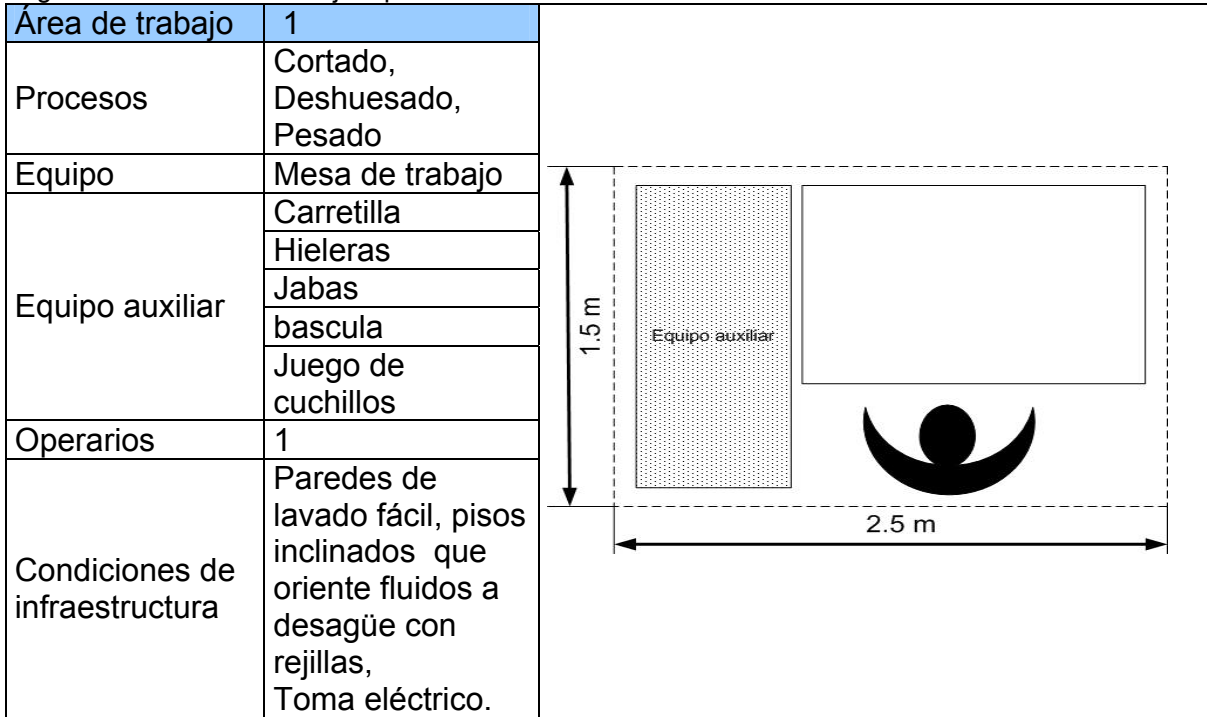 Área de trabajo 1
Procesos
Cortado,
Deshuesado,
Pesado
Equipo
Mesa de trabajo
Equipo auxiliar
Carretilla
Hieleras
Jabas
bascula
Juego de
cuchillos
Operarios
1
Condiciones de
infraestructura
Paredes de
lavado fácil, pisos
inclinados que
oriente fluidos a
desagüe con
rejillas,
Toma eléctrico.
1.5 m
Equipo auxiliar
2.5 m